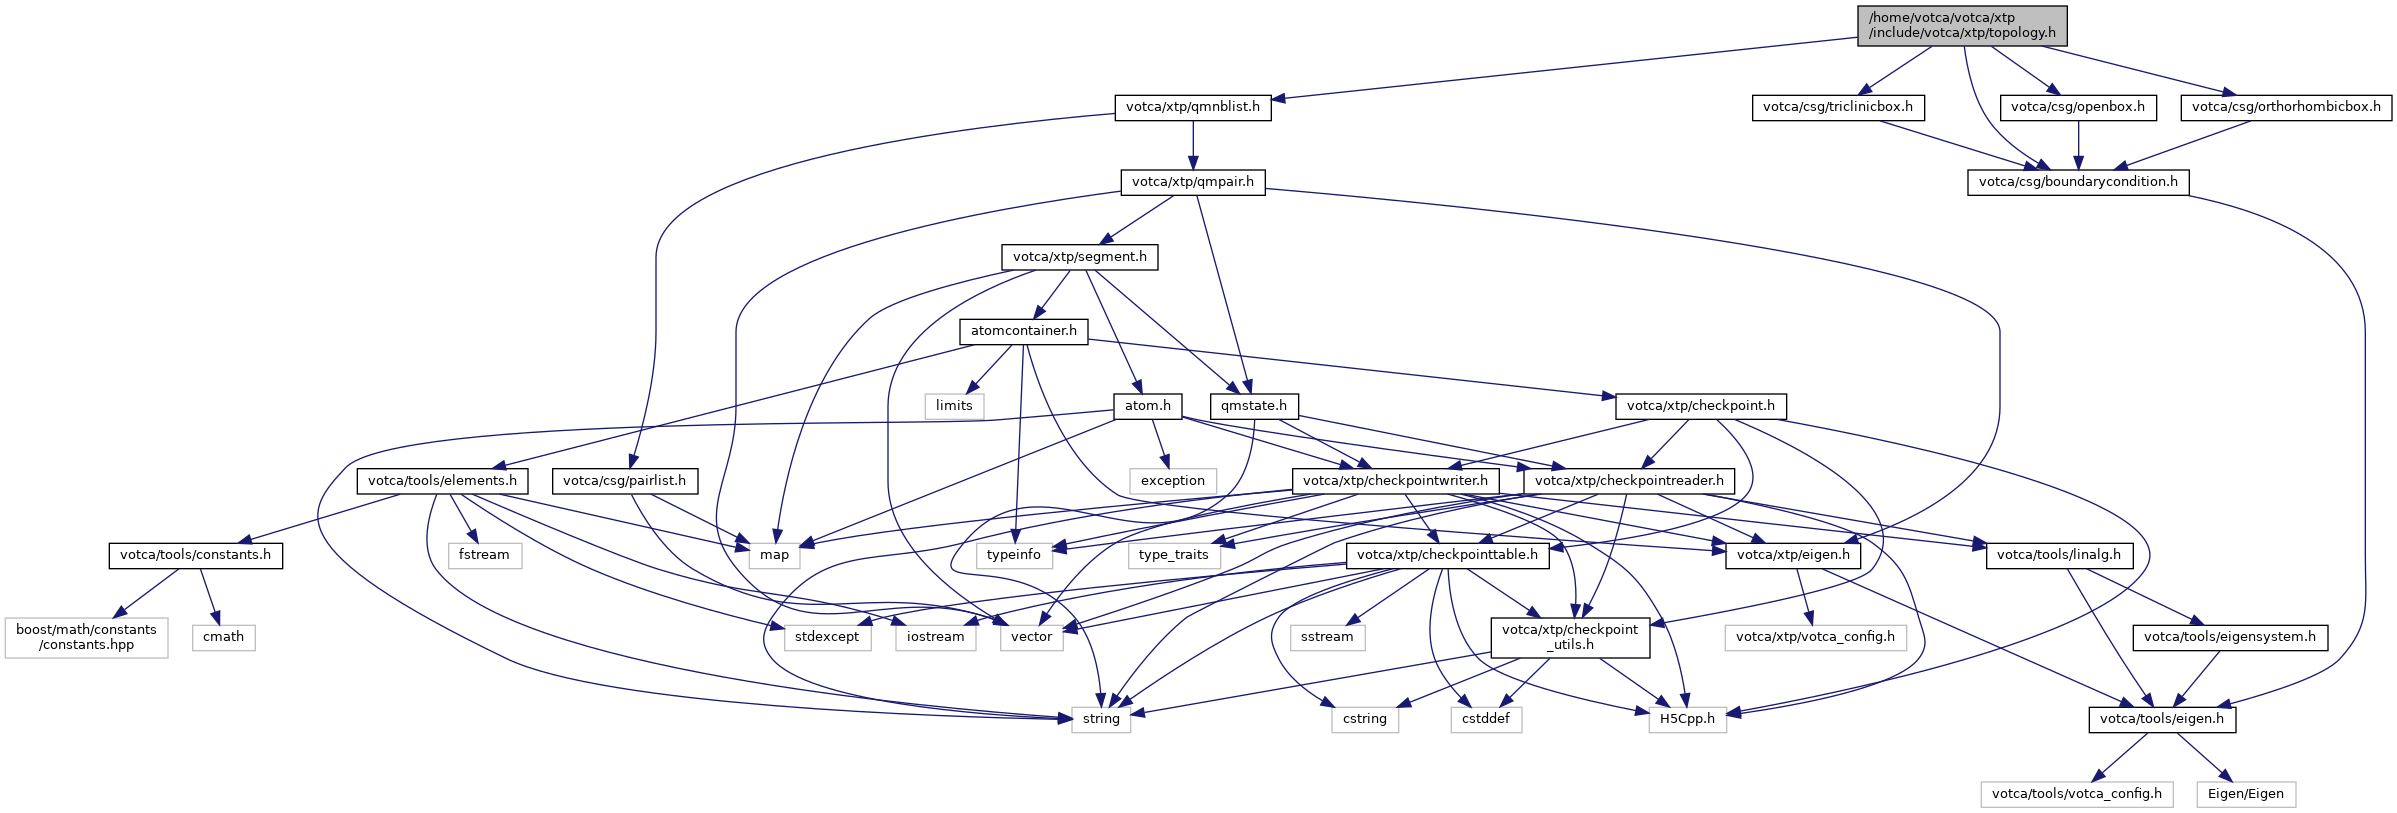 /home/votca/votca/xtp
/include/votca/xtp/topology.h
votca/xtp/qmnblist.h
votca/csg/triclinicbox.h
votca/csg/openbox.h
votca/csg/orthorhombicbox.h
votca/xtp/qmpair.h
votca/csg/boundarycondition.h
votca/xtp/segment.h
atomcontainer.h
limits
atom.h
qmstate.h
votca/xtp/checkpoint.h
votca/tools/elements.h
votca/csg/pairlist.h
exception
votca/xtp/checkpointwriter.h
votca/xtp/checkpointreader.h
votca/tools/constants.h
fstream
map
typeinfo
type_traits
votca/xtp/checkpointtable.h
votca/xtp/eigen.h
votca/tools/linalg.h
boost/math/constants
/constants.hpp
cmath
stdexcept
iostream
vector
sstream
votca/xtp/checkpoint
_utils.h
votca/xtp/votca_config.h
votca/tools/eigensystem.h
string
cstring
cstddef
H5Cpp.h
votca/tools/eigen.h
votca/tools/votca_config.h
Eigen/Eigen